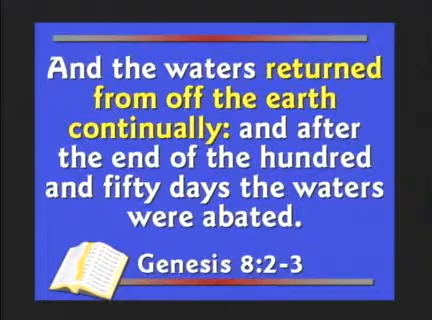 And the waters returned
from off the earth
continually: and after
the end of the hundred
and fifty days the waters
were abated.
Genesis 8:2-3